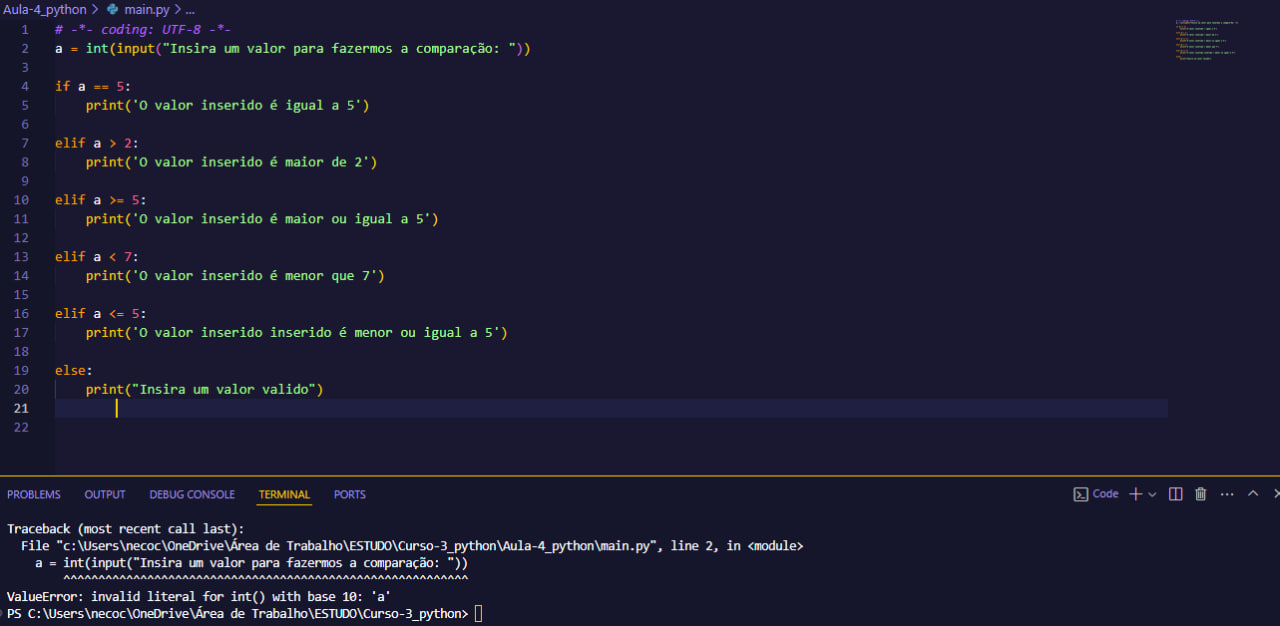 Aula-4_python > main.py > ...
1 # -*- coding: UTF-8 -*-
2 a = int(input("Insira um valor para fazermos a comparação: "))
3
4 if a == 5:
5     print('O valor inserido é igual a 5')
6
7 elif a > 2:
8     print('O valor inserido é maior de 2')
9
10 elif a >= 5:
11     print('O valor inserido é maior ou igual a 5')
12
13 elif a < 7:
14     print('O valor inserido é menor que 7')
15
16 elif a <= 5:
17     print('O valor inserido inserido é menor ou igual a 5')
18
19 else:
20     print("Insira um valor valido")
21
22
PROBLEMS OUTPUT DEBUG CONSOLE TERMINAL PORTS Code
Traceback (most recent call last):
  File "c:\Users\necoc\OneDrive\Área de Trabalho\ESTUDO\Curso-3_python\Aula-4_python\main.py", line 2, in <module>
    a = int(input("Insira um valor para fazermos a comparação: "))
        ^^^^^^^^^^^^^^^^^^^^^^^^^^^^^^^^^^^^^^^^^^^^^^^^^^^^^^^^^^
ValueError: invalid literal for int() with base 10: 'a'
PS C:\Users\necoc\OneDrive\Área de Trabalho\ESTUDO\Curso-3_python>